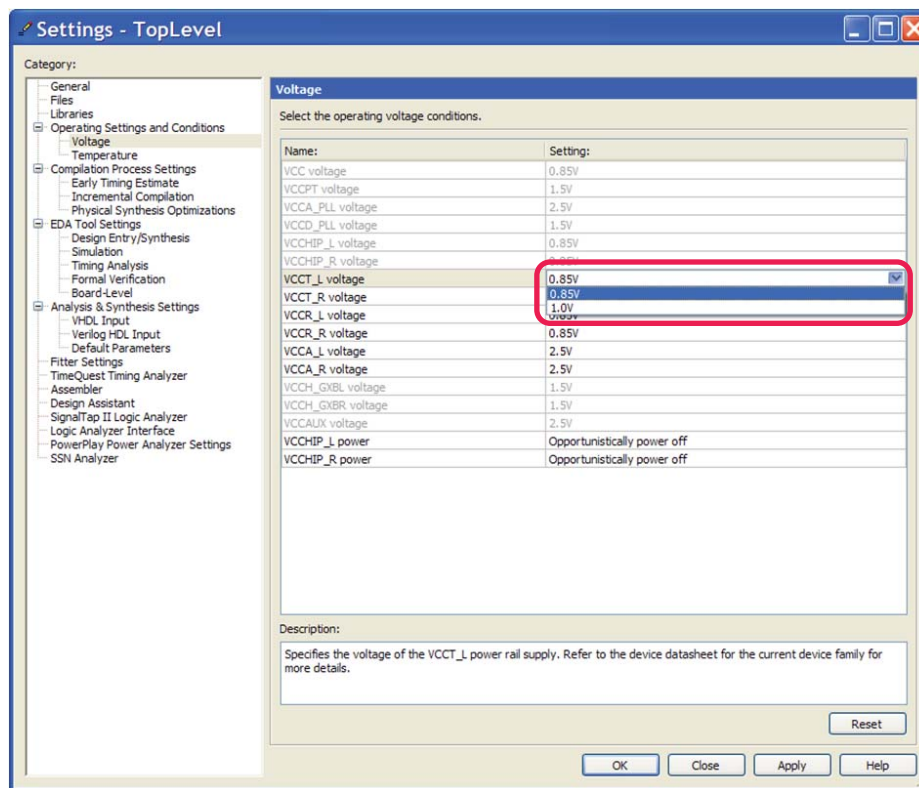 Settings - TopLevel
Category:
General
Files
Libraries
Operating Settings and Conditions
Voltage
Temperature
Compilation Process Settings
Early Timing Estimate
Incremental Compilation
Physical Synthesis Optimizations
EDA Tool Settings
Design Entry/Synthesis
Simulation
Timing Analysis
Formal Verification
Board-Level
Analysis & Synthesis Settings
VHDL Input
Verilog HDL Input
Default Parameters
Fitter Settings
TimeQuest Timing Analyzer
Assembler
Design Assistant
SignalTap II Logic Analyzer
Logic Analyzer Interface
PowerPlay Power Analyzer Settings
SSN Analyzer
Voltage
Select the operating voltage conditions.
Name: Setting:
VCC voltage 0.85V
VCCPT voltage 1.5V
VCCA_PLL voltage 2.5V
VCCD_PLL voltage 1.5V
VCCHIP_L voltage 0.85V
VCCHIP_R voltage
VCCT_L voltage 0.85V
0.85V
VCCT_R voltage
1.0V
VCCR_L voltage 0.85V
VCCR_R voltage 0.85V
VCCA_L voltage 2.5V
VCCA_R voltage 2.5V
VCCH_GXBL voltage 1.5V
VCCH_GXBR voltage 1.5V
VCCAUX voltage 2.5V
VCCHIP_L power Opportunistically power off
VCCHIP_R power Opportunistically power off
Description:
Specifies the voltage of the VCCT_L power rail supply. Refer to the device datasheet for the current device family for
more details.
Reset
OK Close Apply Help